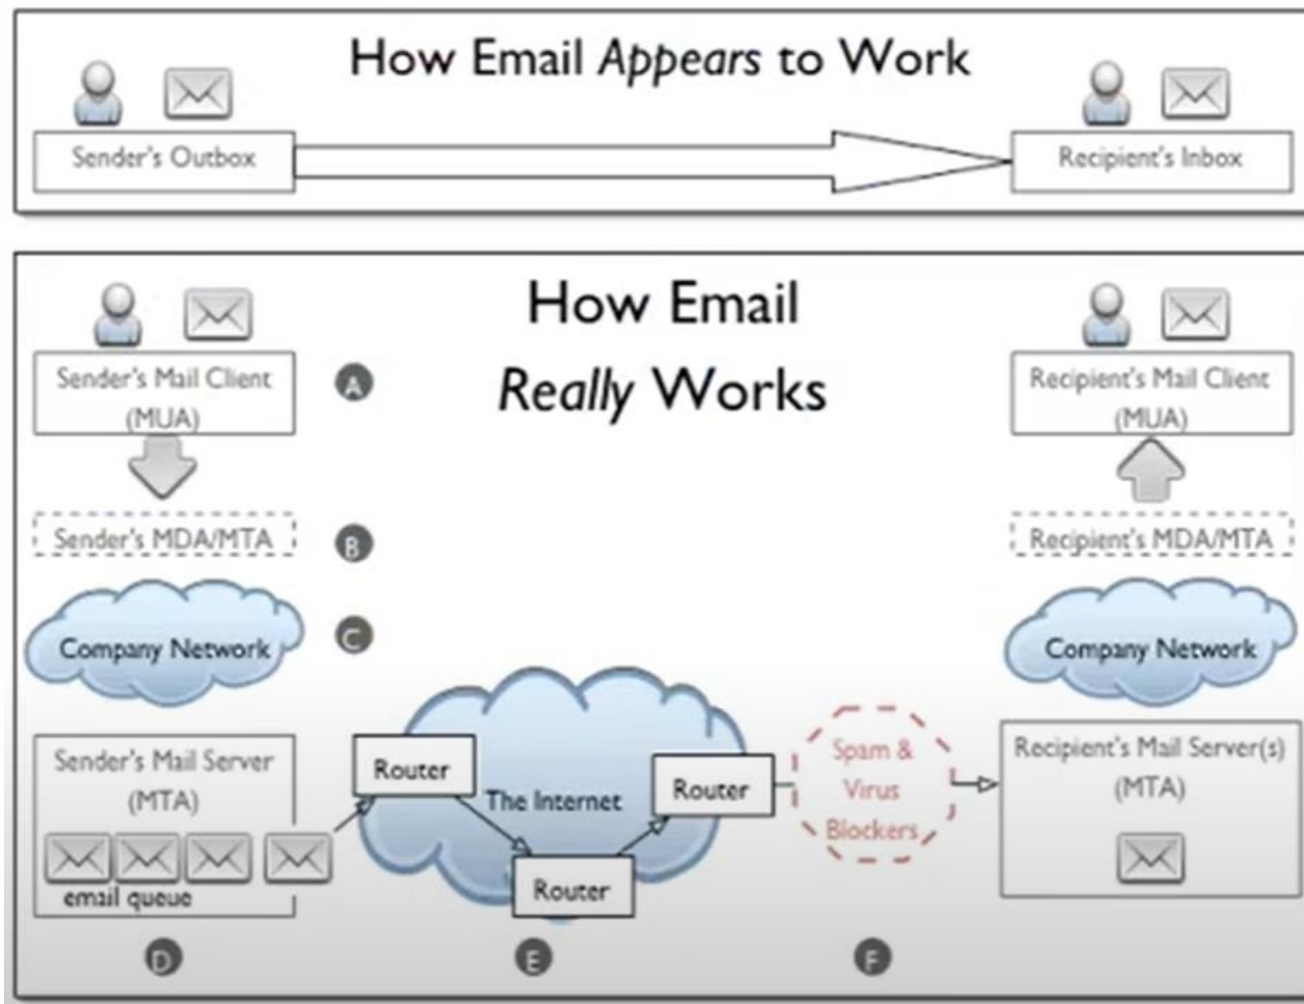 How Email Appears to Work
Sender's Outbox
Recipient's Inbox
How Email
Really Works
Sender's Mail Client
(MUA)
A
Recipient's Mail Client
(MUA)
Sender's MDA/MTA
B
Recipient's MDA/MTA
Company Network
C
Company Network
Sender's Mail Server
(MTA)
email queue
Router
The Internet
Router
Router
Spam &
Virus
Blockers
Recipient's Mail Server(s)
(MTA)
D
E
F